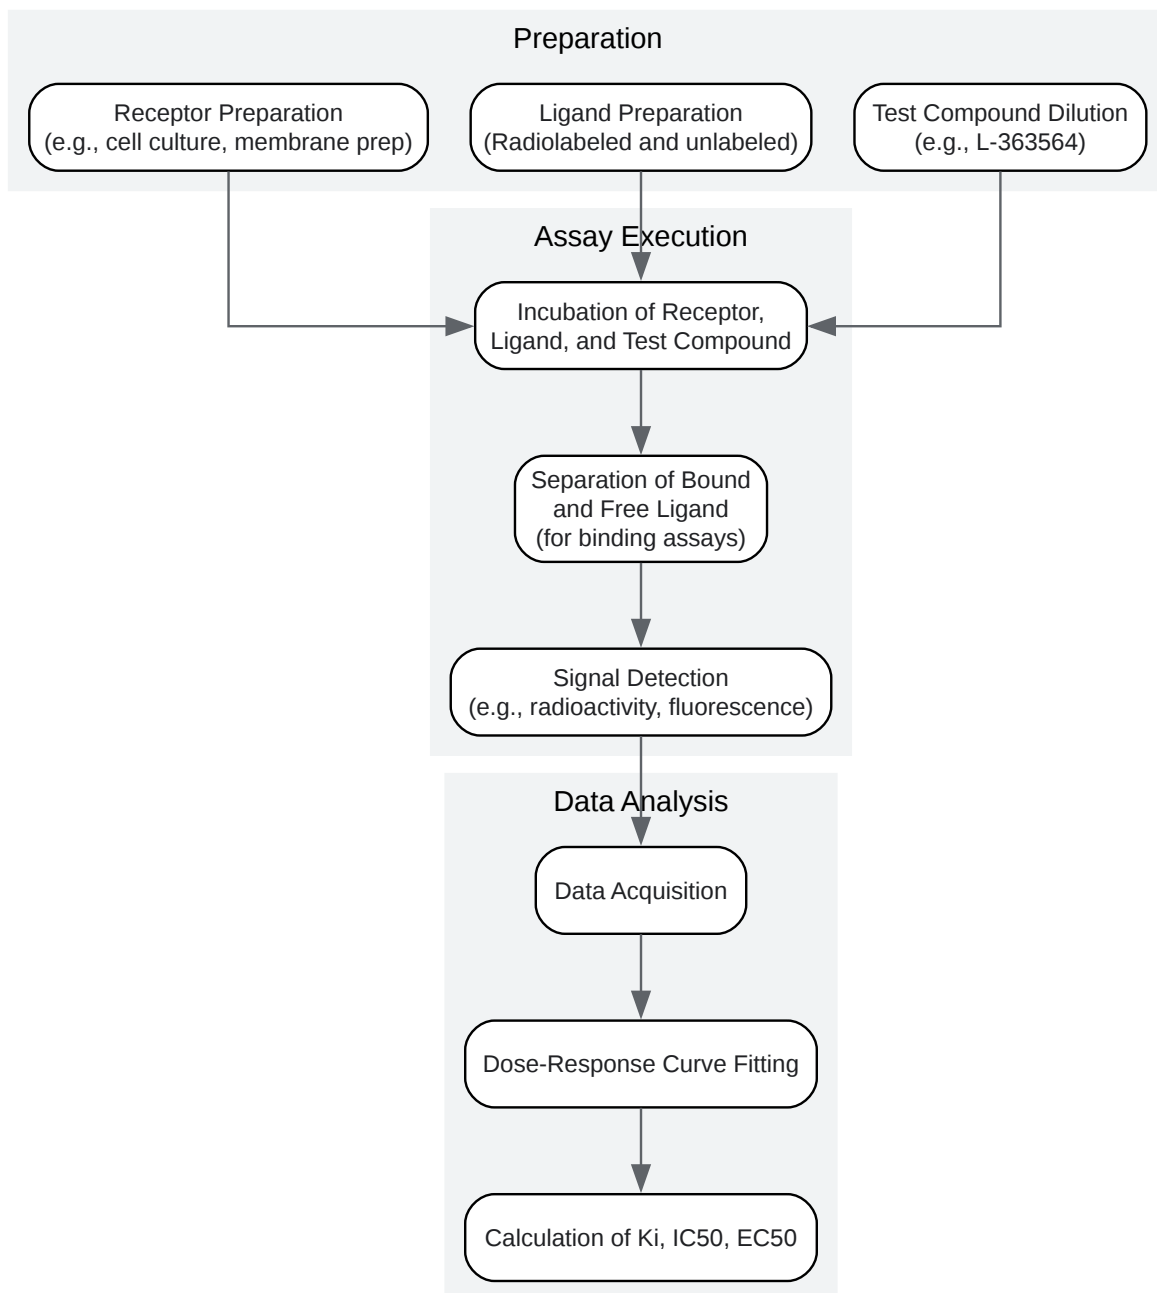 Preparation
Receptor Preparation
(e.g., cell culture, membrane prep)
Ligand Preparation
(Radiolabeled and unlabeled)
Test Compound Dilution
(e.g., L-363564)
Assay Execution
Incubation of Receptor,
Ligand, and Test Compound
Separation of Bound
and Free Ligand
(for binding assays)
Signal Detection
(e.g., radioactivity, fluorescence)
Data Analysis
Data Acquisition
Dose-Response Curve Fitting
Calculation of Ki, IC50, EC50